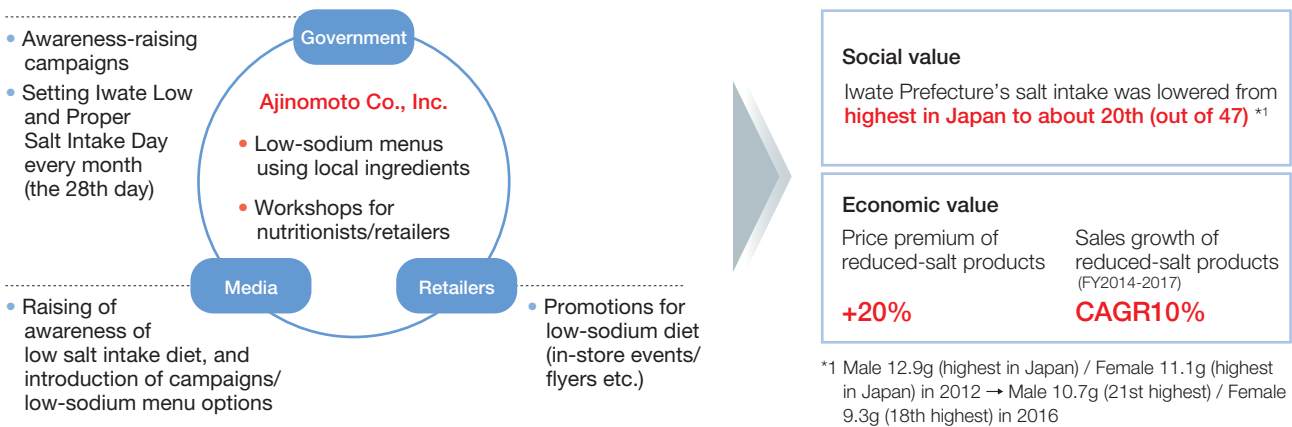 Government
• Awareness-raising
campaigns
• Setting Iwate Low
and Proper
Salt Intake Day
every month
(the 28th day)
Ajinomoto Co., Inc.
• Low-sodium menus
using local ingredients
• Workshops for
nutritionists/retailers
Media
Retailers
• Raising of
awareness of
low salt intake diet, and
introduction of campaigns/
low-sodium menu options
• Promotions for
low-sodium diet
(in-store events/
flyers etc.)
Social value
Iwate Prefecture's salt intake was lowered from
highest in Japan to about 20th (out of 47) *1
Economic value
Price premium of
reduced-salt products
+20%
Sales growth of
reduced-salt products
(FY2014-2017)
CAGR10%
*1 Male 12.9g (highest in Japan) / Female 11.1g (highest
in Japan) in 2012 → Male 10.7g (21st highest) / Female
9.3g (18th highest) in 2016